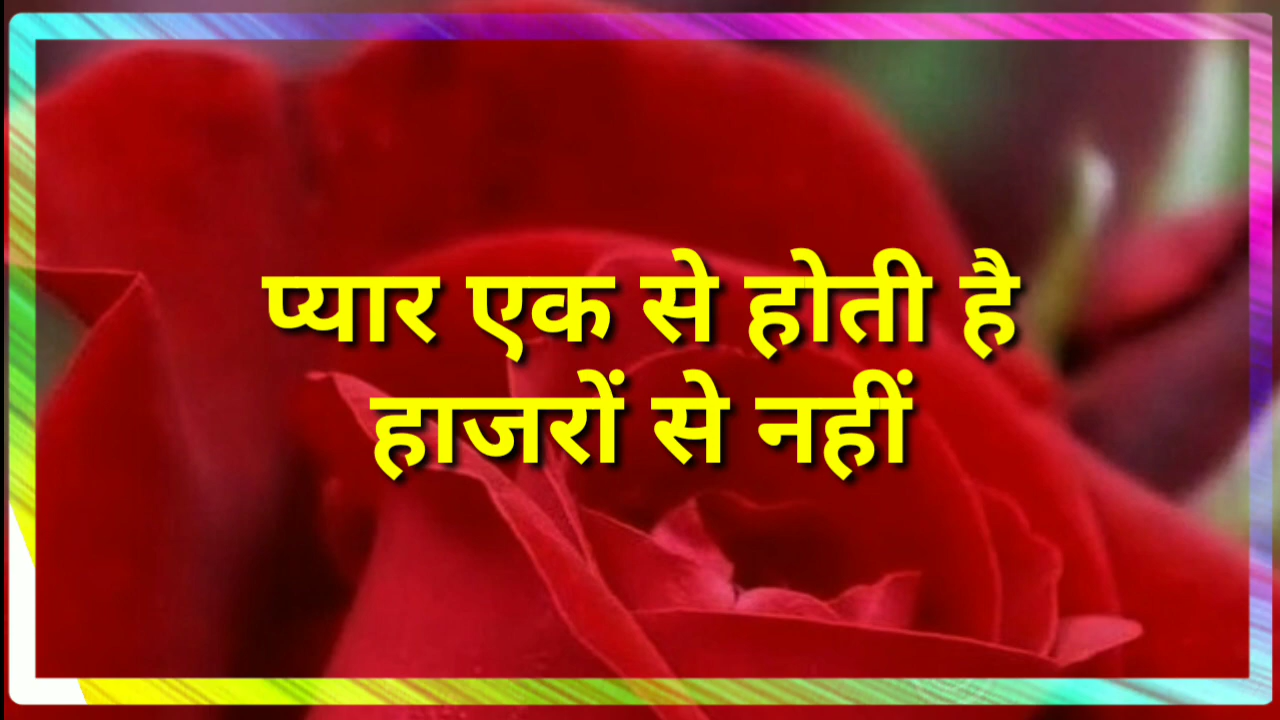 प्यार एक से होती है
हाजरों से नहीं